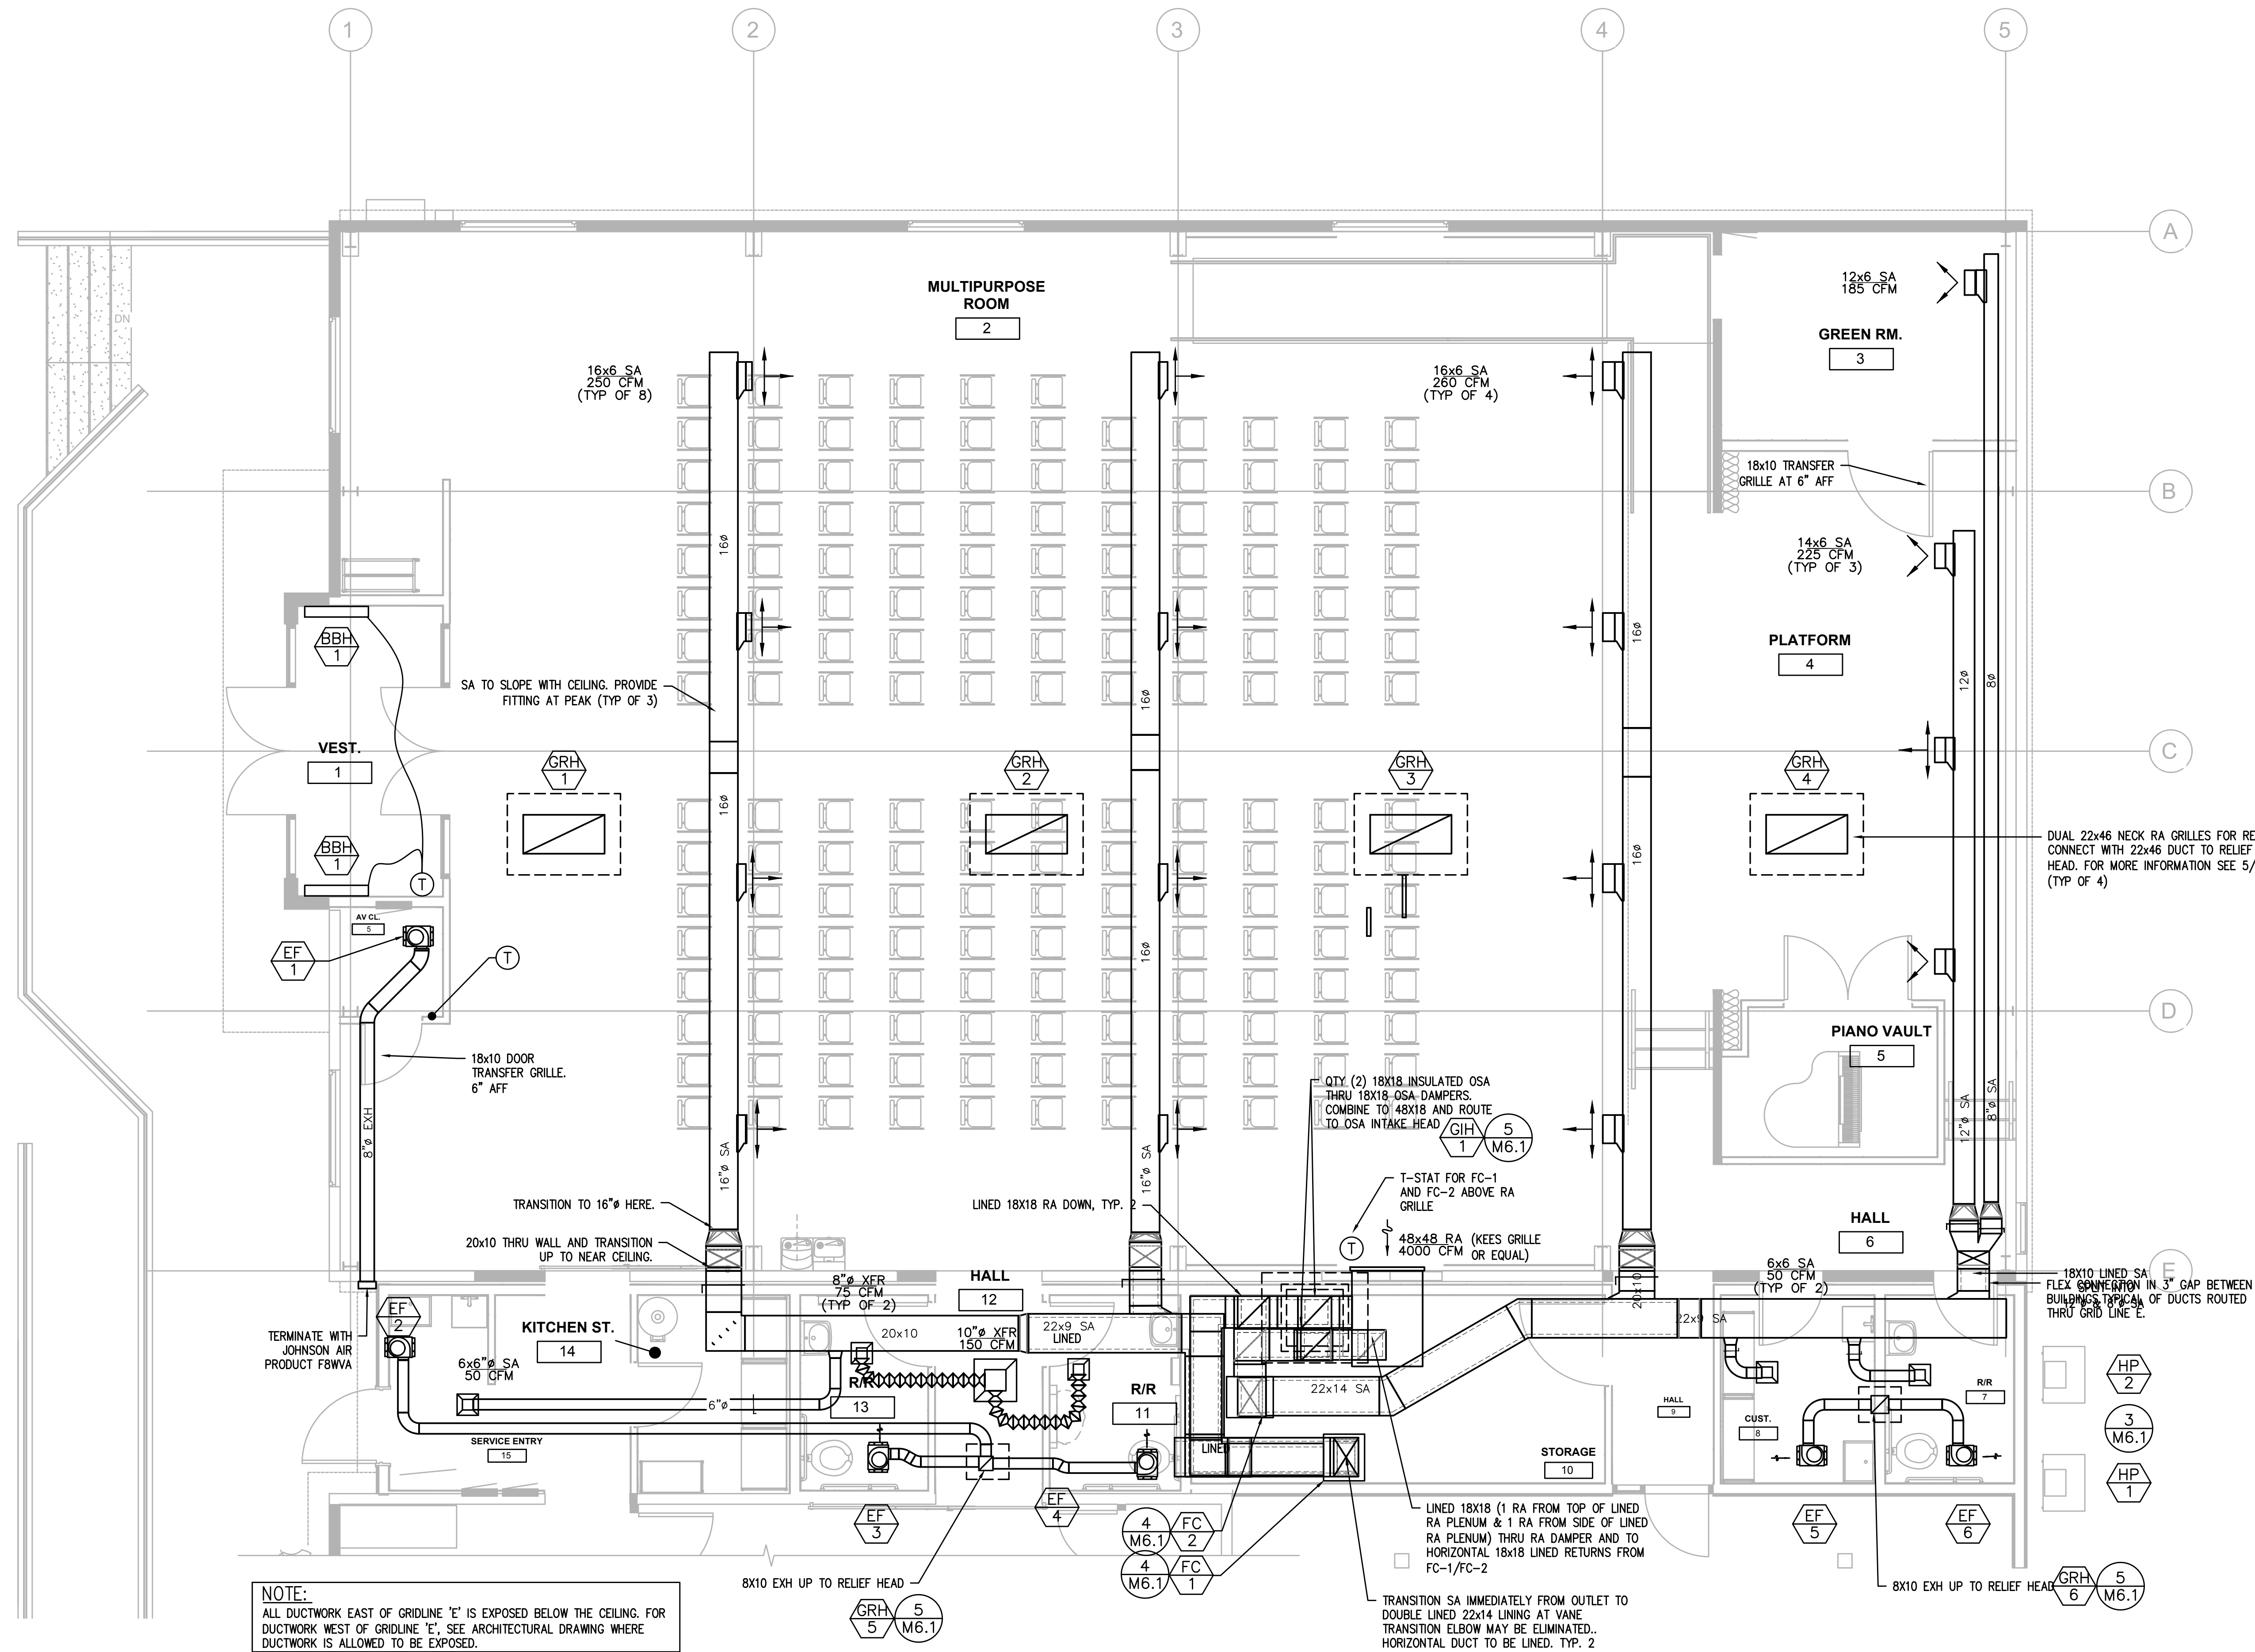 1
2
3
4
5
A
B
C
D
E
DN
MULTIPURPOSE
ROOM
2
12x6 SA
185 CFM
GREEN RM.
3
16x6 SA
250 CFM
(TYP OF 8)
16x6 SA
260 CFM
(TYP OF 4)
18x10 TRANSFER
GRILLE AT 6" AFF
14x6 SA
225 CFM
(TYP OF 3)
16ø
16ø
16ø
16ø
16ø
16ø
12ø
8ø
PLATFORM
4
BBH
1
SA TO SLOPE WITH CEILING. PROVIDE
FITTING AT PEAK (TYP OF 3)
VEST.
1
GRH
1
GRH
2
GRH
3
GRH
4
DUAL 22x46 NECK RA GRILLES FOR RE
CONNECT WITH 22x46 DUCT TO RELIEF
HEAD. FOR MORE INFORMATION SEE 5/
(TYP OF 4)
BBH
1
T
AV CL.
5
EF
1
T
18x10 DOOR
TRANSFER GRILLE.
6" AFF
8"ø EXH
PIANO VAULT
5
QTY (2) 18X18 INSULATED OSA
THRU 18X18 OSA DAMPERS.
COMBINE TO 48X18 AND ROUTE
TO OSA INTAKE HEAD
GIH
1
5
M6.1
16"ø SA
16"ø SA
12"ø SA
8"ø SA
TRANSITION TO 16"ø HERE.
LINED 18X18 RA DOWN, TYP. 2
T-STAT FOR FC-1
AND FC-2 ABOVE RA
GRILLE
20x10 THRU WALL AND TRANSITION
UP TO NEAR CEILING.
T
48x48 RA (KEES GRILLE
4000 CFM OR EQUAL)
HALL
6
6x6 SA
50 CFM
(TYP OF 2)
18X10 LINED SA
SPLIT INTO
12"ø & 8"ø SA
FLEX CONNECTION IN 3" GAP BETWEEN
BUILDINGS. TYPICAL OF DUCTS ROUTED
THRU GRID LINE E.
8"ø XFR
75 CFM
(TYP OF 2)
HALL
12
EF
2
KITCHEN ST.
14
20x10
10"ø XFR
150 CFM
22x9 SA
LINED
20x10
22x9 SA
TERMINATE WITH
JOHNSON AIR
PRODUCT F8WVA
6x6"ø SA
50 CFM
6"ø
R/R
13
R/R
11
22x14 SA
LINED
HALL
9
CUST.
8
R/R
7
HP
2
3
M6.1
HP
1
SERVICE ENTRY
15
STORAGE
10
EF
3
EF
4
4
M6.1
FC
2
4
M6.1
FC
1
LINED 18X18 (1 RA FROM TOP OF LINED
RA PLENUM & 1 RA FROM SIDE OF LINED
RA PLENUM) THRU RA DAMPER AND TO
HORIZONTAL 18x18 LINED RETURNS FROM
FC-1/FC-2
EF
5
EF
6
8X10 EXH UP TO RELIEF HEAD
GRH
5
5
M6.1
8X10 EXH UP TO RELIEF HEAD
GRH
6
5
M6.1
TRANSITION SA IMMEDIATELY FROM OUTLET TO
DOUBLE LINED 22x14 LINING AT VANE
TRANSITION ELBOW MAY BE ELIMINATED..
HORIZONTAL DUCT TO BE LINED. TYP. 2
NOTE:
ALL DUCTWORK EAST OF GRIDLINE 'E' IS EXPOSED BELOW THE CEILING. FOR
DUCTWORK WEST OF GRIDLINE 'E', SEE ARCHITECTURAL DRAWING WHERE
DUCTWORK IS ALLOWED TO BE EXPOSED.